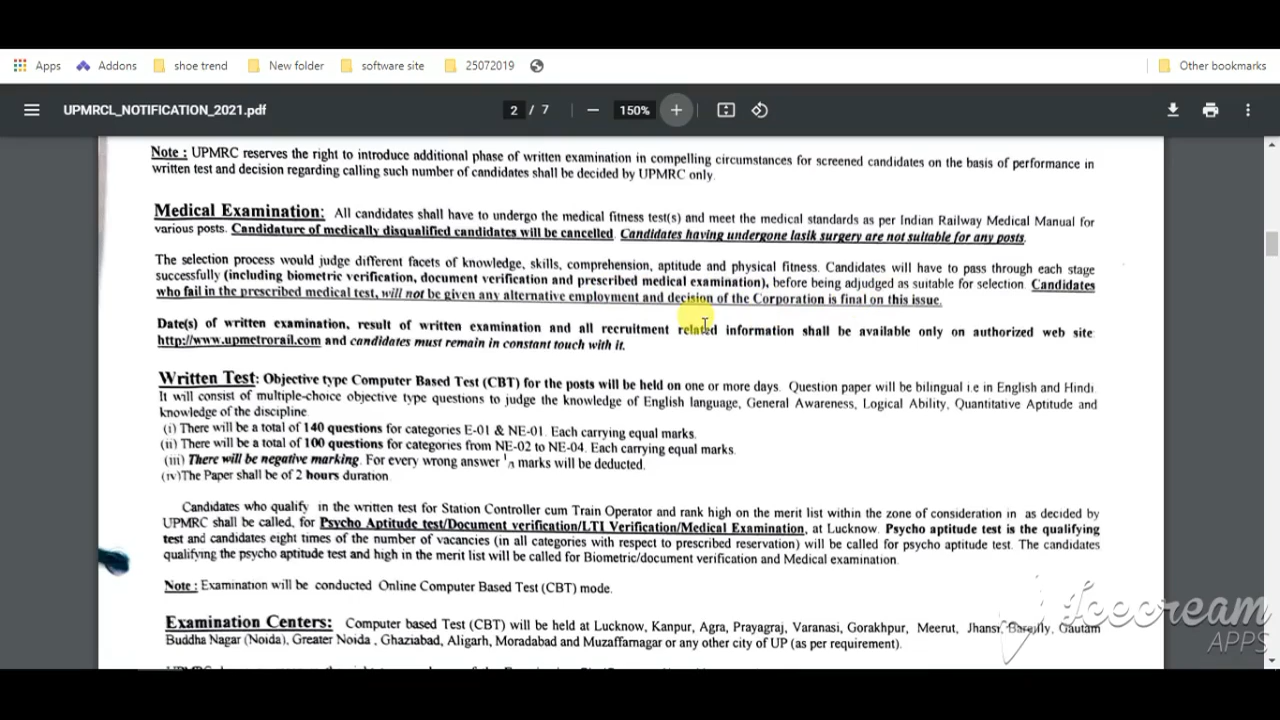 Apps Addons shoe trend New folder software site 25072019 Other bookmarks
UPMRCL_NOTIFICATION_2021.pdf 2 / 7 150%
Note : UPMRC reserves the right to introduce additional phase of written examination in compelling circumstances for screened candidates on the basis of performance in
written test and decision regarding calling such number of candidates shall be decided by UPMRC only.
Medical Examination: All candidates shall have to undergo the medical fitness test(s) and meet the medical standards as per Indian Railway Medical Manual for
various posts. Candidature of medically disqualified candidates will be cancelled. Candidates having undergone lasik surgery are not suitable for any posts.
The selection process would judge different facets of knowledge, skills, comprehension, aptitude and physical fitness. Candidates will have to pass through each stage
successfully (including biometric verification, document verification and prescribed medical examination), before being adjudged as suitable for selection. Candidates
who fail in the prescribed medical test, will not be given any alternative employment and decision of the Corporation is final on this issue.
Date(s) of written examination, result of written examination and all recruitment related information shall be available only on authorized web site
http://www.upmetrorail.com and candidates must remain in constant touch with it.
Written Test: Objective type Computer Based Test (CBT) for the posts will be held on one or more days. Question paper will be bilingual i.e in English and Hindi
It will consist of multiple-choice objective type questions to judge the knowledge of English language, General Awareness, Logical Ability, Quantitative Aptitude and
knowledge of the discipline
(i) There will be a total of 140 questions for categories E-01 & NE-01. Each carrying equal marks.
(ii) There will be a total of 100 questions for categories from NE-02 to NE-04. Each carrying equal marks.
(iii) There will be negative marking. For every wrong answer marks will be deducted.
(iv)The Paper shall be of 2 hours duration
Candidates who qualify in the written test for Station Controller cum Train Operator and rank high on the merit list within the zone of consideration in as decided by
UPMRC shall be called, for Psycho Aptitude test/Document verification/LTI Verification/Medical Examination, at Lucknow. Psycho aptitude test is the qualifying
test and candidates eight times of the number of vacancies (in all categories with respect to prescribed reservation) will be called for psycho aptitude test. The candidates
qualifying the psycho aptitude test and high in the merit list will be called for Biometric/document verification and Medical examination.
Note : Examination will be conducted Online Computer Based Test (CBT) mode.
Examination Centers: Computer based Test (CBT) will be held at Lucknow, Kanpur, Agra, Prayagraj, Varanasi, Gorakhpur, Meerut, Jhansi, Bareilly, Gautam
Buddha Nagar (Noida), Greater Noida , Ghaziabad, Aligarh, Moradabad and Muzaffarnagar or any other city of UP (as per requirement).
Icecream
APPS